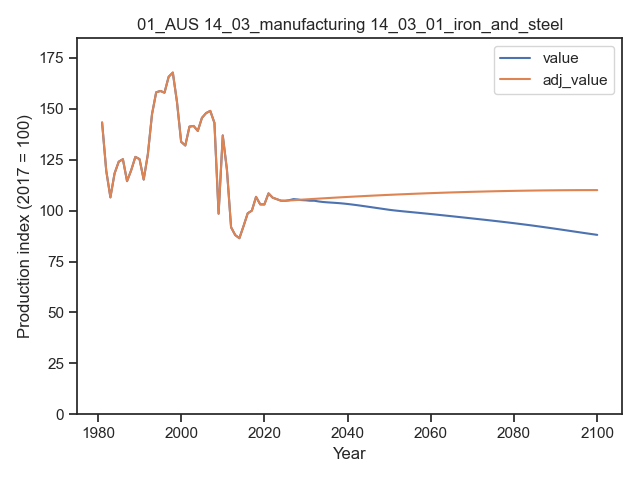 01_AUS 14_03_manufacturing 14_03_01_iron_and_steel
Production index (2017 = 100)
175
150
125
100
75
50
25
0
value
adj_value
1980 2000 2020 2040 2060 2080 2100
Year